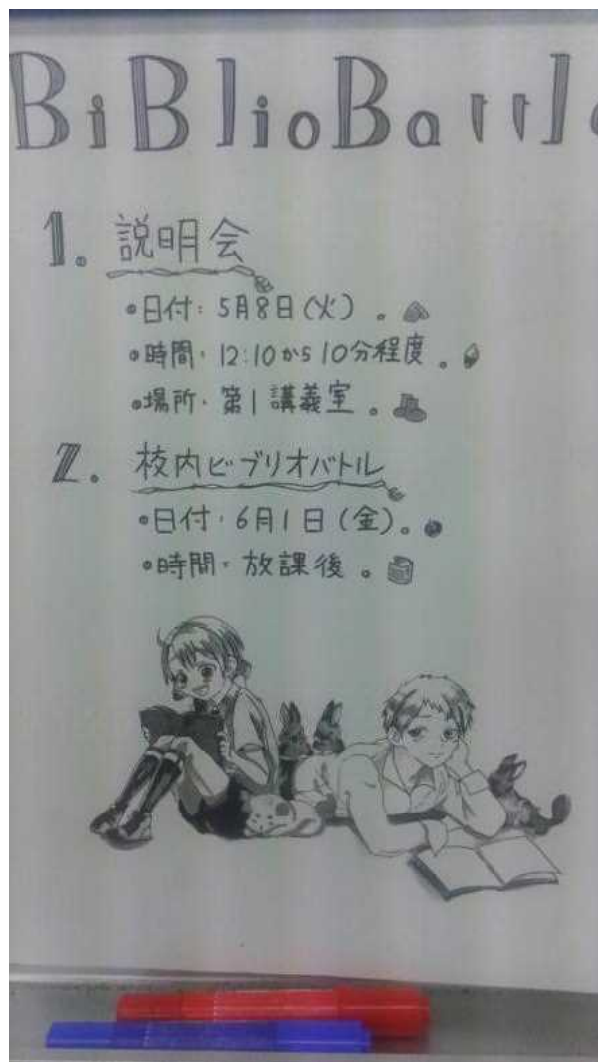 BiBlioBattle
1. 説明会
•日付: 5月8日(火)。
•時間・12:10から10分程度。
•場所・第1講義室。
2. 校内ビブリオバトル
•日付・6月1日(金)。
•時間・放課後。